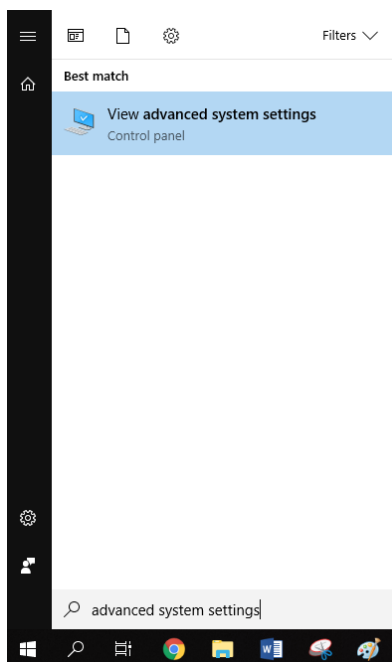 Filters
Best match
View advanced system settings
Control panel
advanced system settings